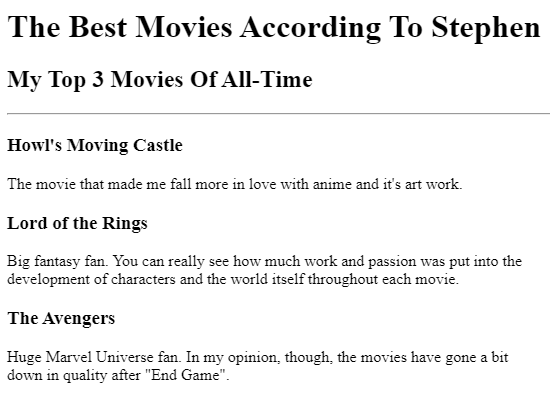 The Best Movies According To Stephen
My Top 3 Movies Of All-Time
Howl's Moving Castle
The movie that made me fall more in love with anime and it's art work.
Lord of the Rings
Big fantasy fan. You can really see how much work and passion was put into the
development of characters and the world itself throughout each movie.
The Avengers
Huge Marvel Universe fan. In my opinion, though, the movies have gone a bit
down in quality after "End Game".